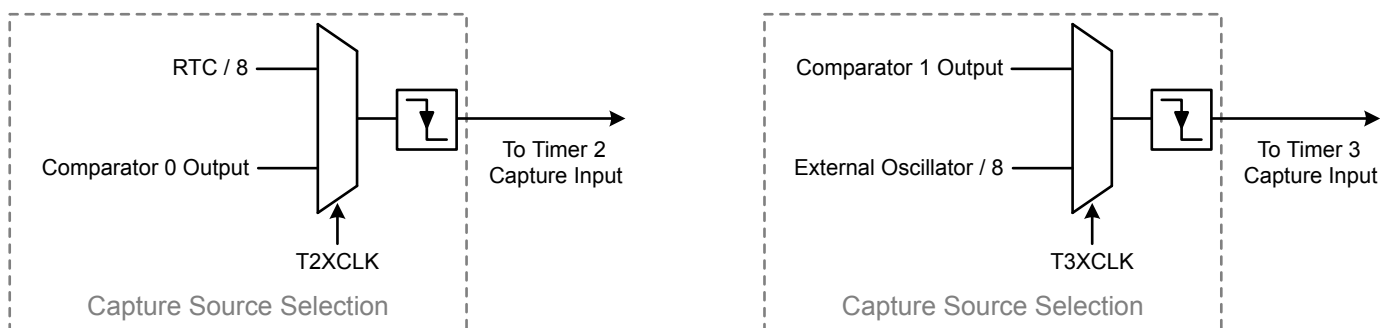 RTC / 8
Comparator 0 Output
To Timer 2
Capture Input
T2XCLK
Capture Source Selection
Comparator 1 Output
External Oscillator / 8
To Timer 3
Capture Input
T3XCLK
Capture Source Selection